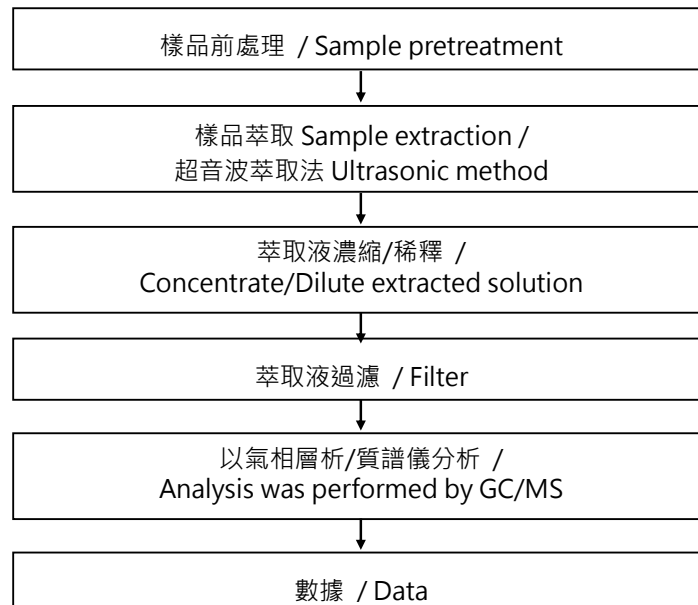 樣品前處理 / Sample pretreatment
樣品萃取 Sample extraction /
超音波萃取法 Ultrasonic method
萃取液濃縮/稀釋 /
Concentrate/Dilute extracted solution
萃取液過濾 / Filter
以氣相層析/質譜儀分析 /
Analysis was performed by GC/MS
數據 / Data